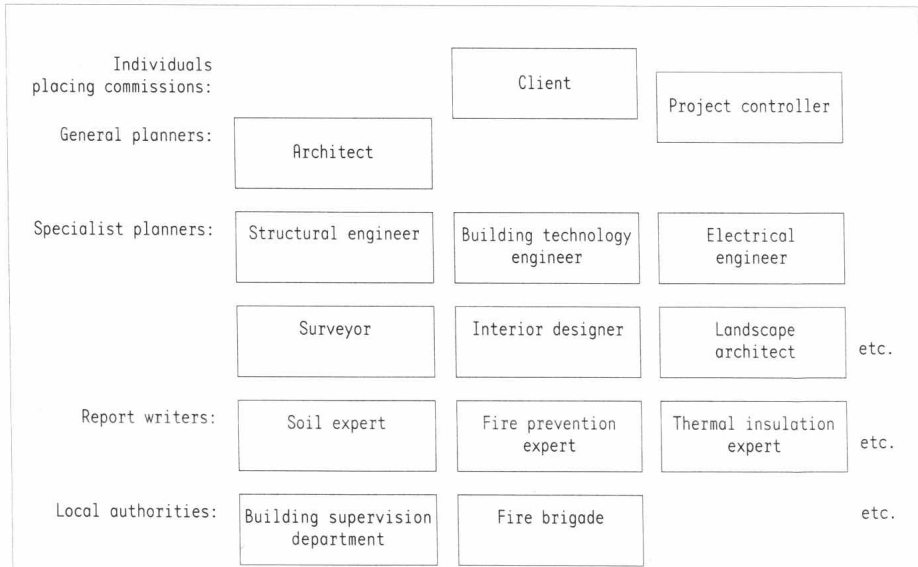 Individuals
placing commissions:
Client
Project controller
General planners:
Architect
Specialist planners:
Structural engineer
Building technology
engineer
Electrical
engineer
Surveyor
Interior designer
Landscape
architect
etc.
Report writers:
Soil expert
Fire prevention
expert
Thermal insulation
expert
etc.
Local authorities:
Building supervision
department
Fire brigade
etc.